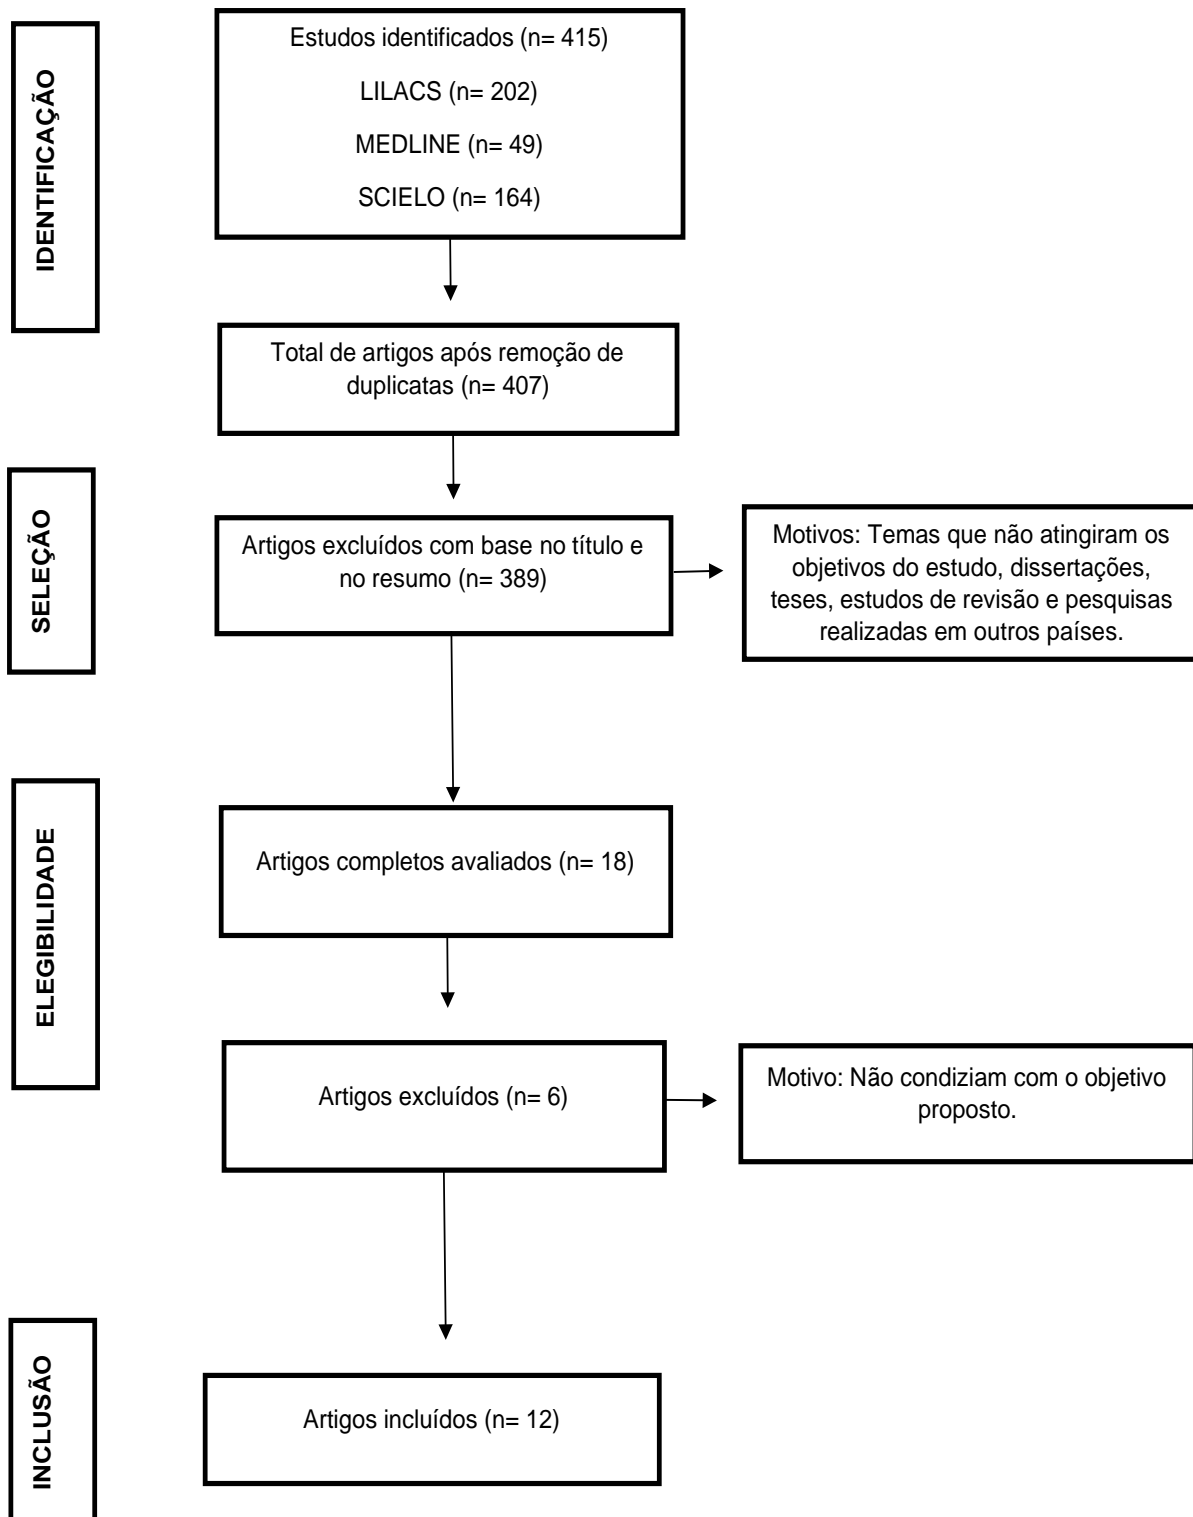 IDENTIFICAÇÃO
Estudos identificados (n= 415)
LILACS (n= 202)
MEDLINE (n= 49)
SCIELO (n= 164)
Total de artigos após remoção de
duplicatas (n= 407)
SELEÇÃO
Artigos excluídos com base no título e
no resumo (n= 389)
Motivos: Temas que não atingiram os
objetivos do estudo, dissertações,
teses, estudos de revisão e pesquisas
realizadas em outros países.
ELEGIBILIDADE
Artigos completos avaliados (n= 18)
Artigos excluídos (n= 6)
Motivo: Não condiziam com o objetivo
proposto.
INCLUSÃO
Artigos incluídos (n= 12)